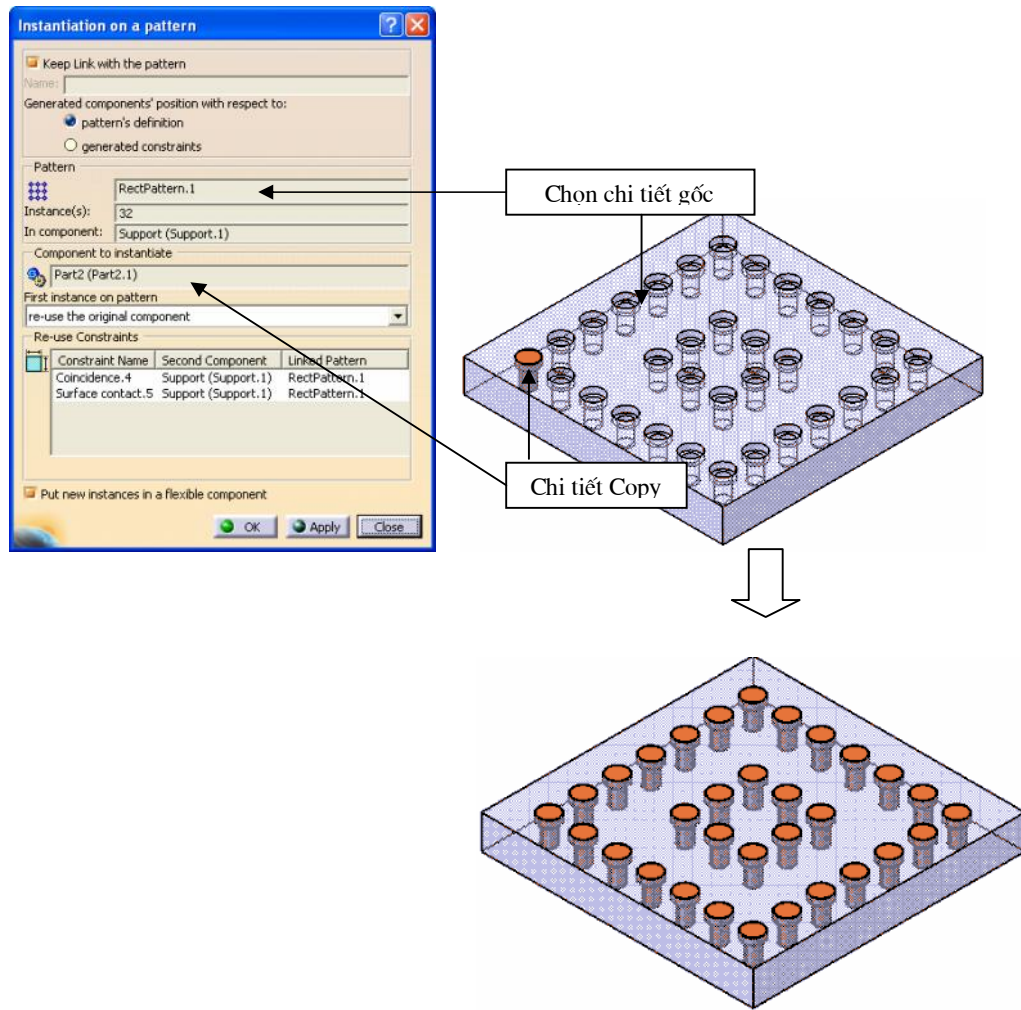 Instantiation on a pattern
Keep Link with the pattern
Name:
Generated components' position with respect to:
pattern's definition
generated constraints
Pattern
RectPattern.1
Instance(s): 32
In component: Support (Support.1)
Component to instantiate
Part2 (Part2.1)
First instance on pattern
re-use the original component
Re-use Constraints
Constraint Name Second Component Linked Pattern
Coincidence.4 Support (Support.1) RectPattern.1
Surface contact.5 Support (Support.1) RectPattern.1
Put new instances in a flexible component
OK Apply Close
Chọn chi tiết gốc
Chi tiết Copy